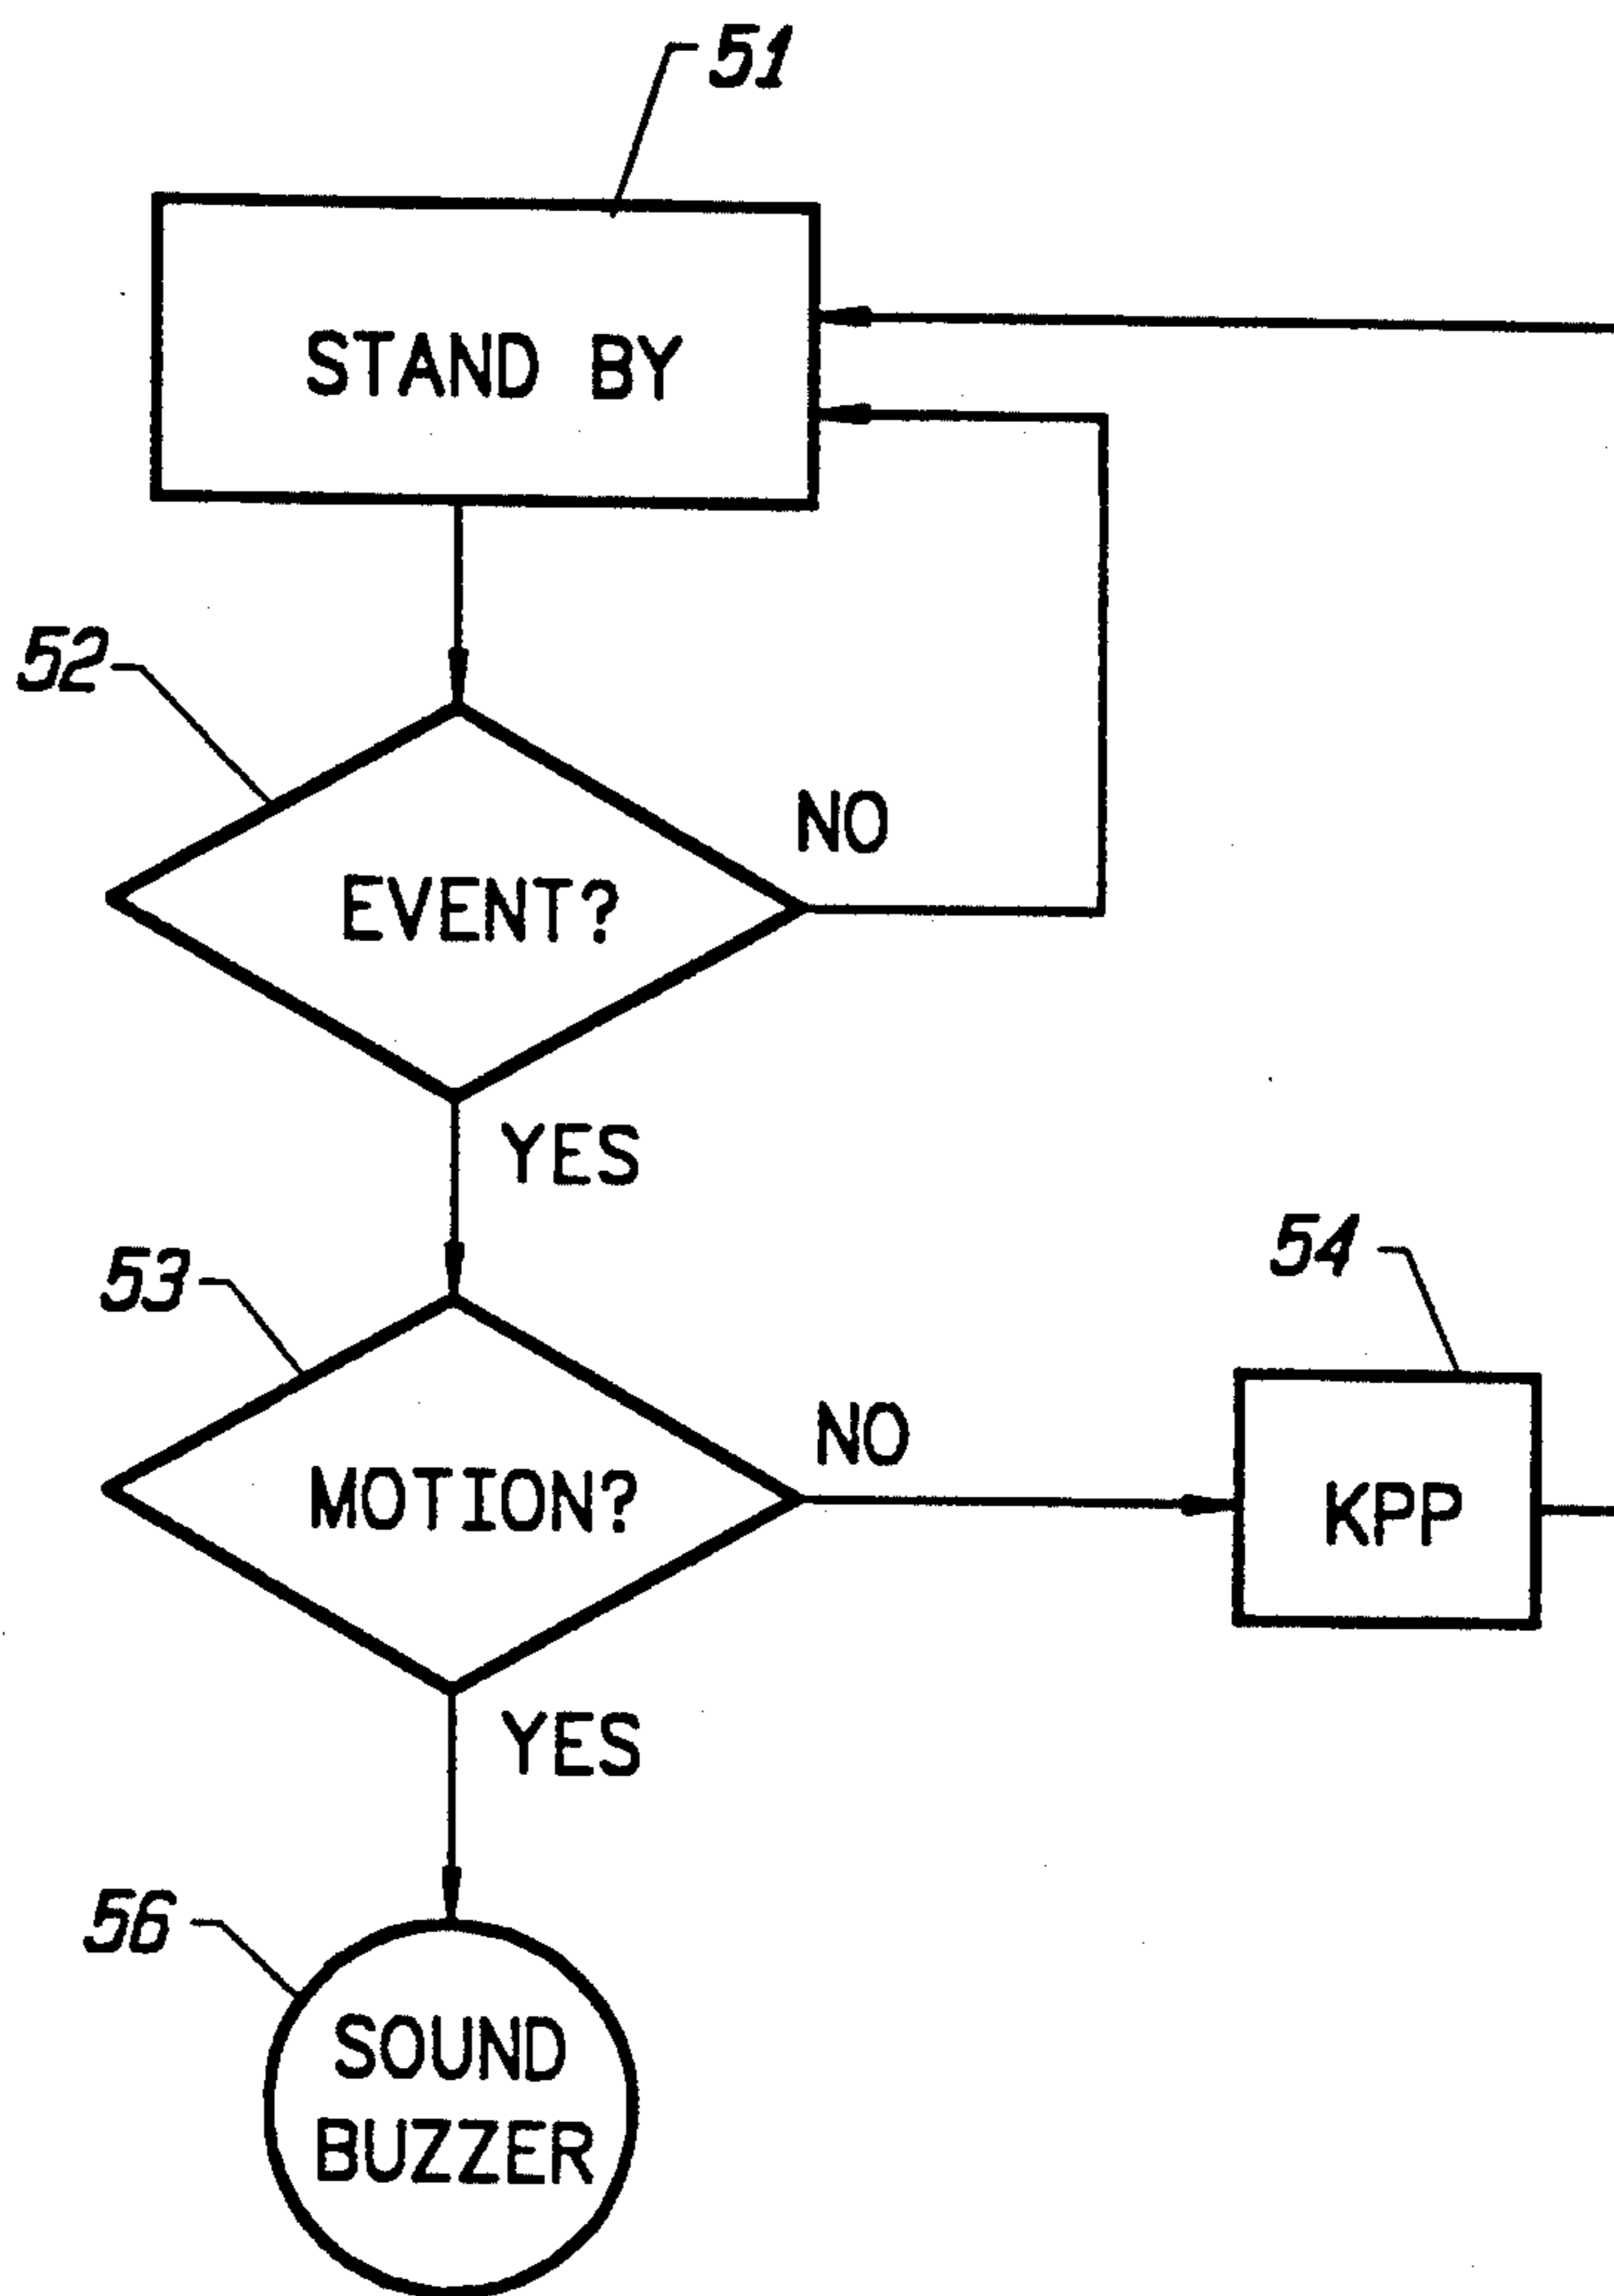 51
STAND BY
52
NO
EVENT?
YES
53
54
NO
MOTION?
KPP
YES
56
SOUND
BUZZER